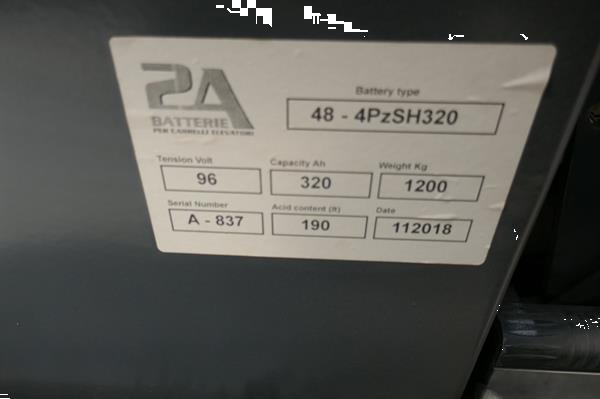 2A
BATTERIE
PER CARRELLI ELEVATORI
Battery type
48 - 4PzSH320
Tension Volt
Capacity Ah
Weight Kg
96
320
1200
Serial Number
Acid content (lt)
Date
A - 837
190
112018